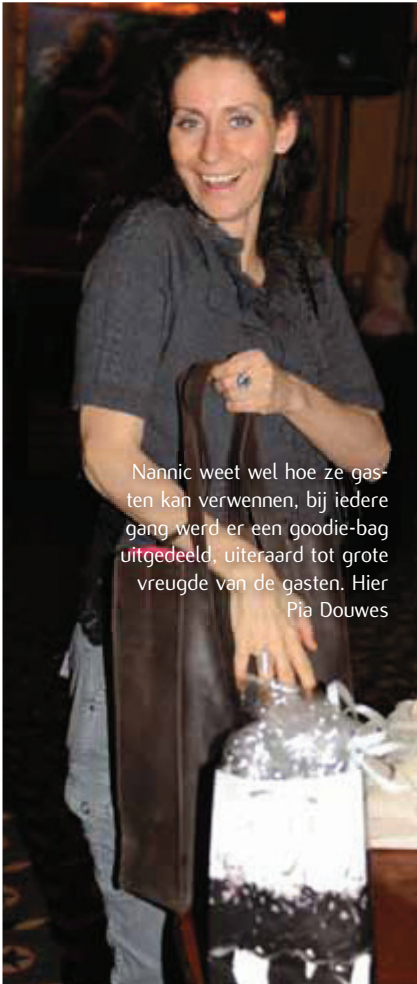 Nannic weet wel hoe ze gas-
ten kan verwennen, bij iedere
gang werd er een goodie-bag
uitgedeeld, uiteraard tot grote
vreugde van de gasten. Hier
Pia Douwes